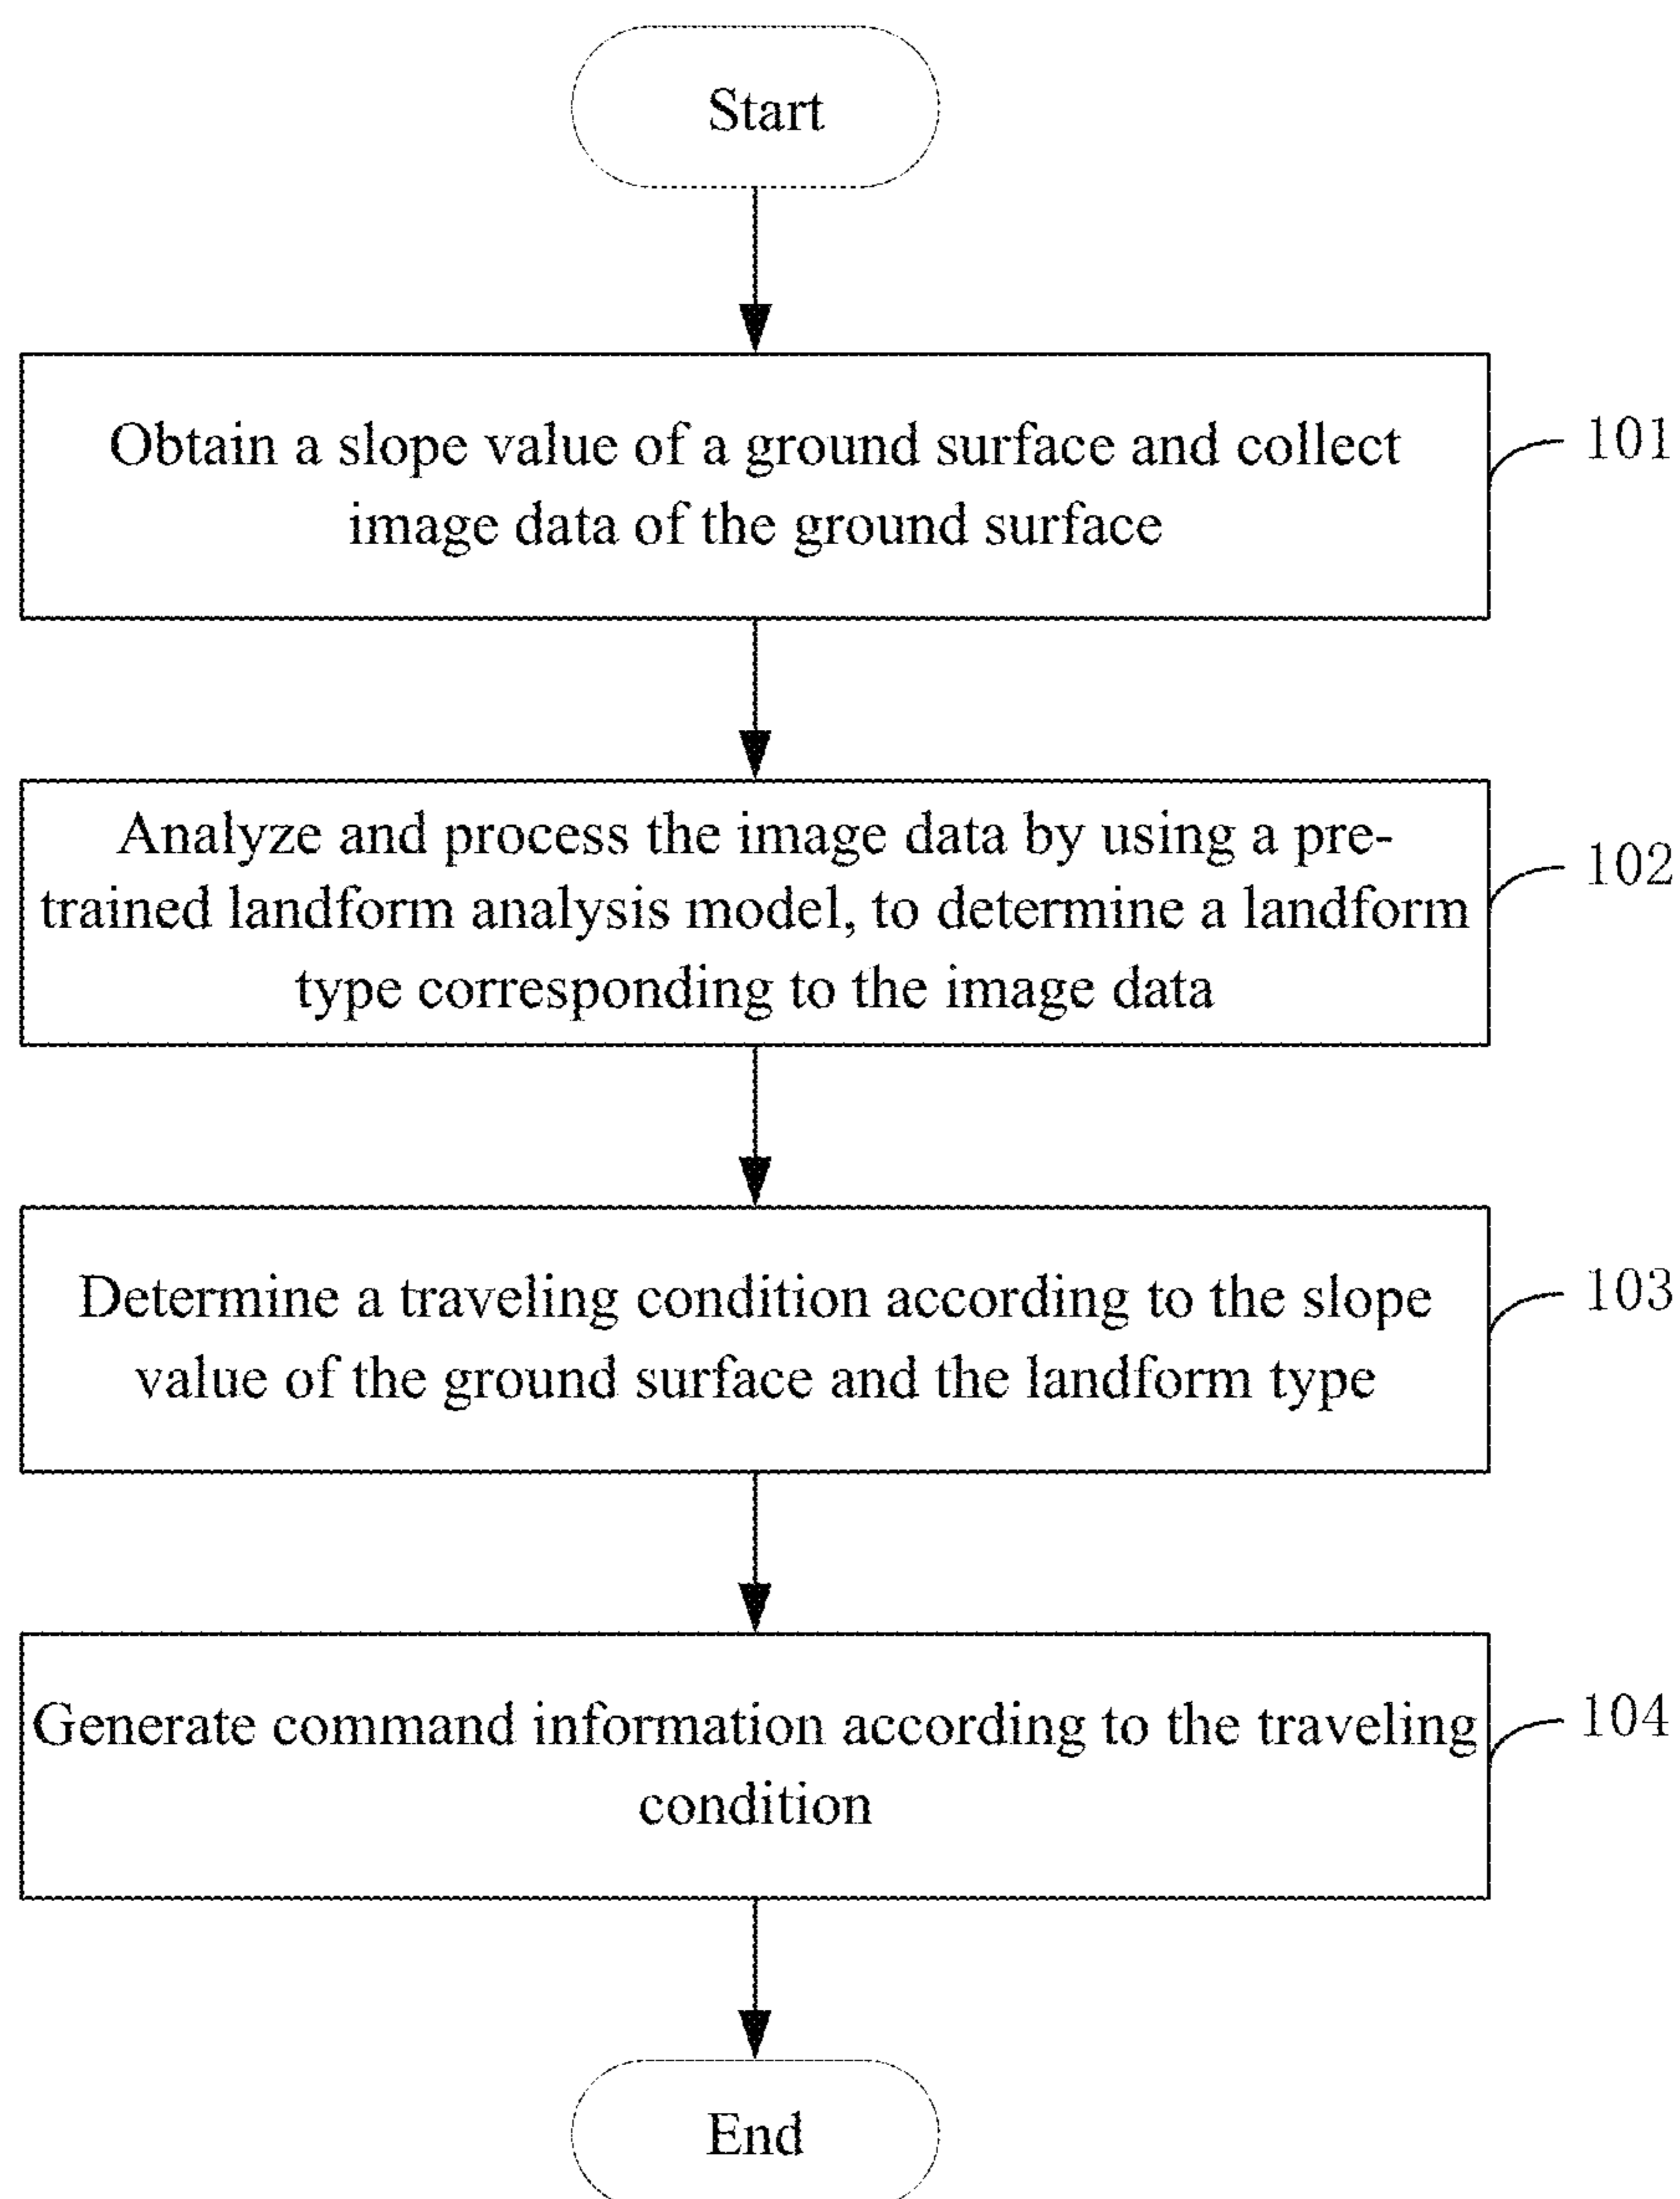 Start
Obtain a slope value of a ground surface and collect
image data of the ground surface
101
Analyze and process the image data by using a pre-
trained landform analysis model, to determine a landform
type corresponding to the image data
102
Determine a traveling condition according to the slope
value of the ground surface and the landform type
103
Generate command information according to the traveling
condition
104
End